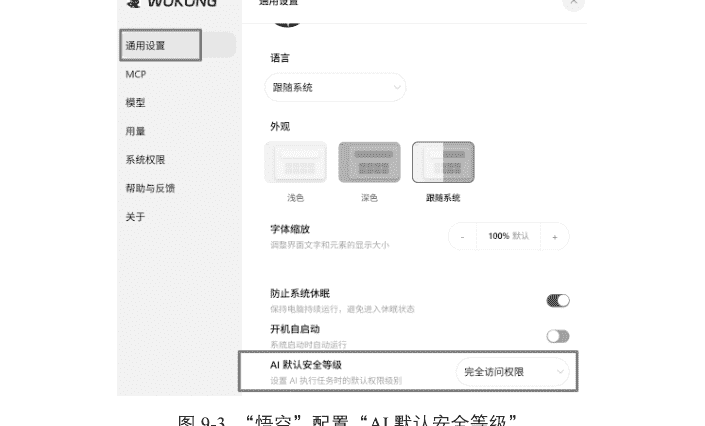 WUKONG
通用设置
通用设置
MCP
模型
用量
系统权限
帮助与反馈
关于
语言
跟随系统
外观
浅色
深色
跟随系统
字体缩放
调整界面文字和元素的显示大小
- 100% 默认 +
防止系统休眠
保持电脑持续运行，避免进入休眠状态
开机自启动
系统启动时自动运行
AI 默认安全等级
设置 AI 执行任务时的默认权限级别
完全访问权限
图 9-3 “悟空”配置“AI 默认安全等级”